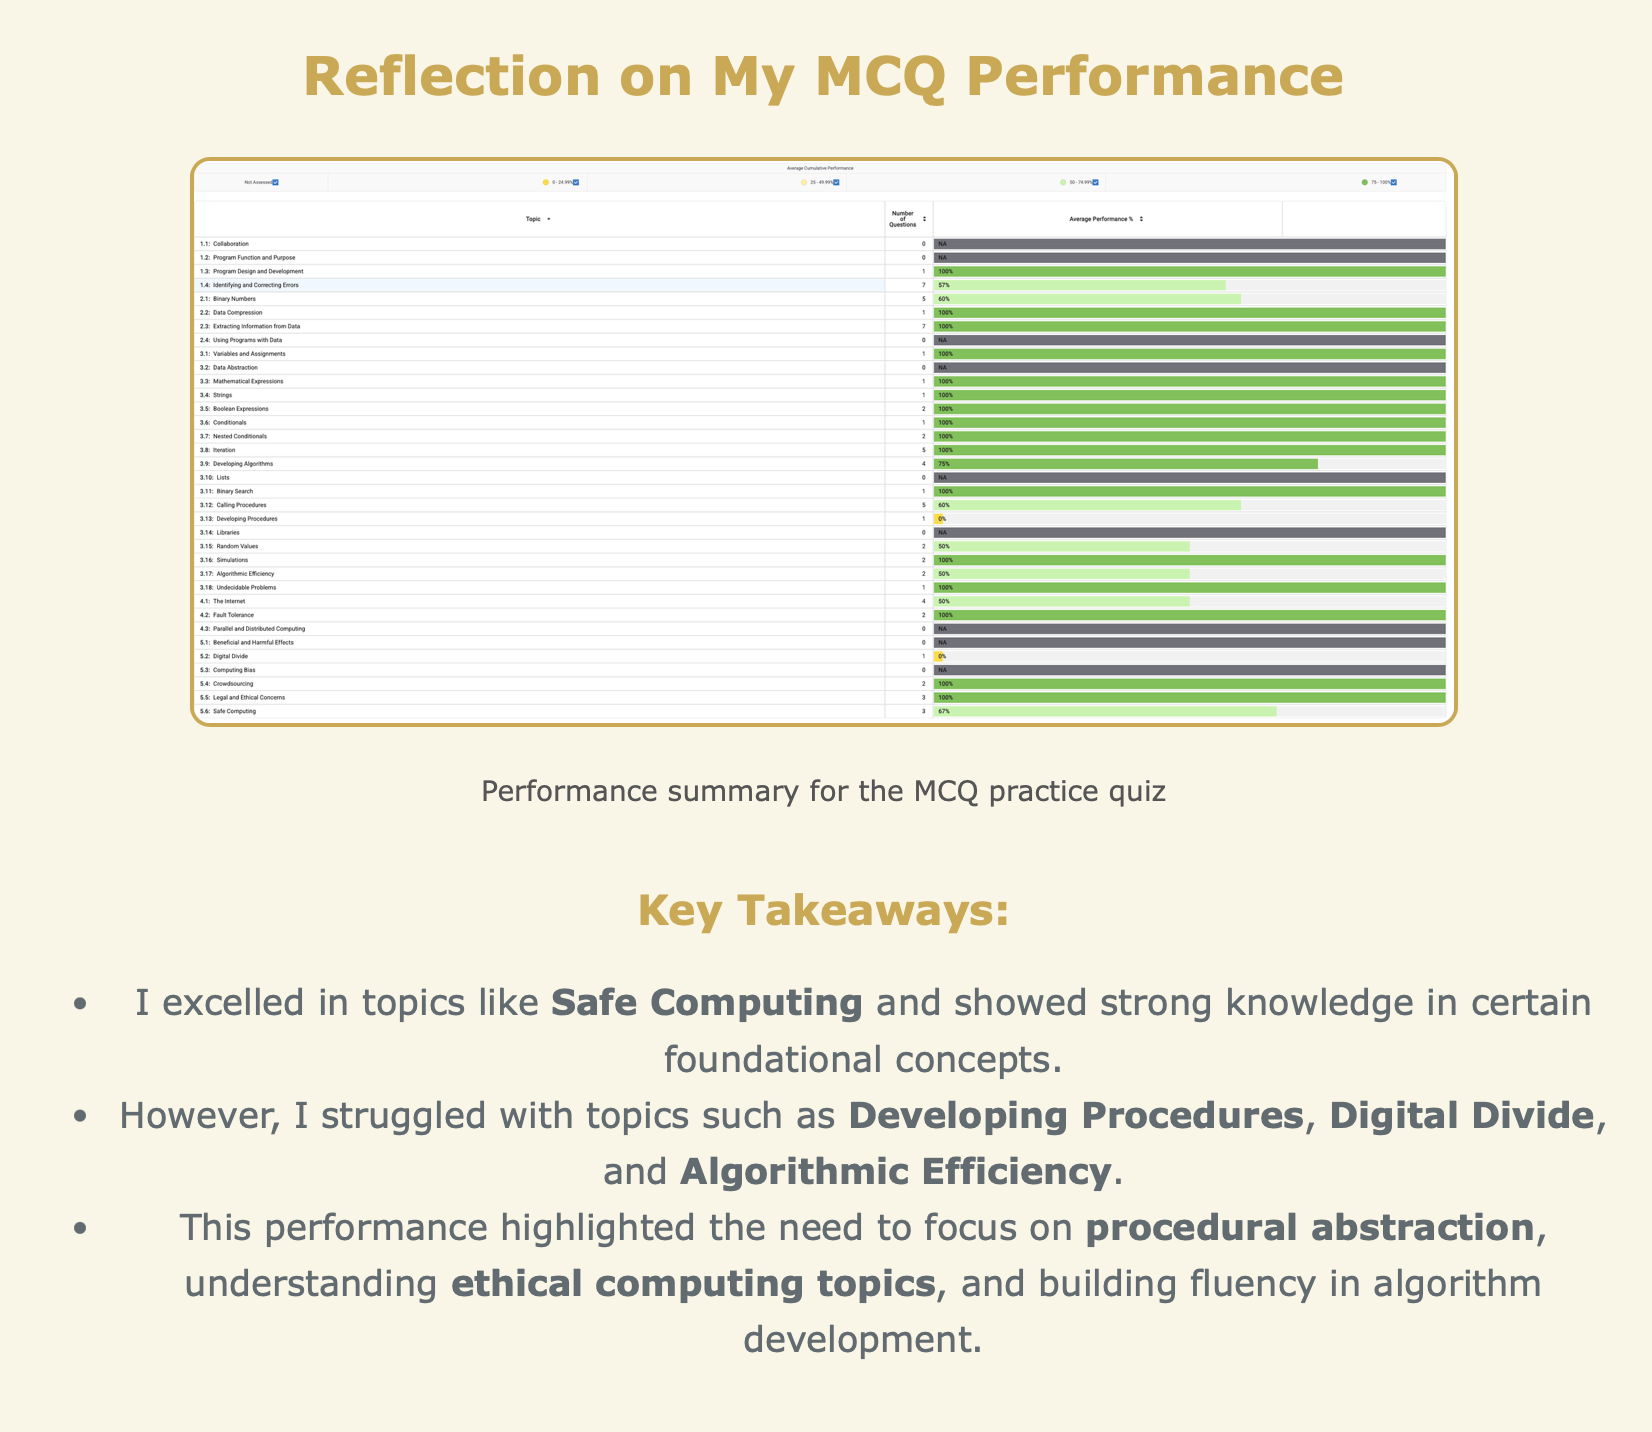 Reflection on My MCQ Performance
Average Cumulative Performance
Not Assessed 0 - 24.99% 25 - 49.99% 50 - 74.99% 75 - 100%
Topic Number of Questions Average Performance %
1.1: Collaboration 0 NA
1.2: Program Function and Purpose 0 NA
1.3: Program Design and Development 1 100%
1.4: Identifying and Correcting Errors 7 57%
2.1: Binary Numbers 5 60%
2.2: Data Compression 1 100%
2.3: Extracting Information from Data 7 100%
2.4: Using Programs with Data 0 NA
3.1: Variables and Assignments 1 100%
3.2: Data Abstraction 0 NA
3.3: Mathematical Expressions 1 100%
3.4: Strings 1 100%
3.5: Boolean Expressions 2 100%
3.6: Conditionals 1 100%
3.7: Nested Conditionals 2 100%
3.8: Iteration 5 100%
3.9: Developing Algorithms 4 75%
3.10: Lists 0 NA
3.11: Binary Search 1 100%
3.12: Calling Procedures 5 60%
3.13: Developing Procedures 1 0%
3.14: Libraries 0 NA
3.15: Random Values 2 50%
3.16: Simulations 2 100%
3.17: Algorithmic Efficiency 2 50%
3.18: Undecidable Problems 1 100%
4.1: The Internet 4 50%
4.2: Fault Tolerance 2 100%
4.3: Parallel and Distributed Computing 0 NA
5.1: Beneficial and Harmful Effects 0 NA
5.2: Digital Divide 1 0%
5.3: Computing Bias 0 NA
5.4: Crowdsourcing 2 100%
5.5: Legal and Ethical Concerns 3 100%
5.6: Safe Computing 3 67%
Performance summary for the MCQ practice quiz
Key Takeaways:
• I excelled in topics like Safe Computing and showed strong knowledge in certain
foundational concepts.
• However, I struggled with topics such as Developing Procedures, Digital Divide,
and Algorithmic Efficiency.
• This performance highlighted the need to focus on procedural abstraction,
understanding ethical computing topics, and building fluency in algorithm
development.